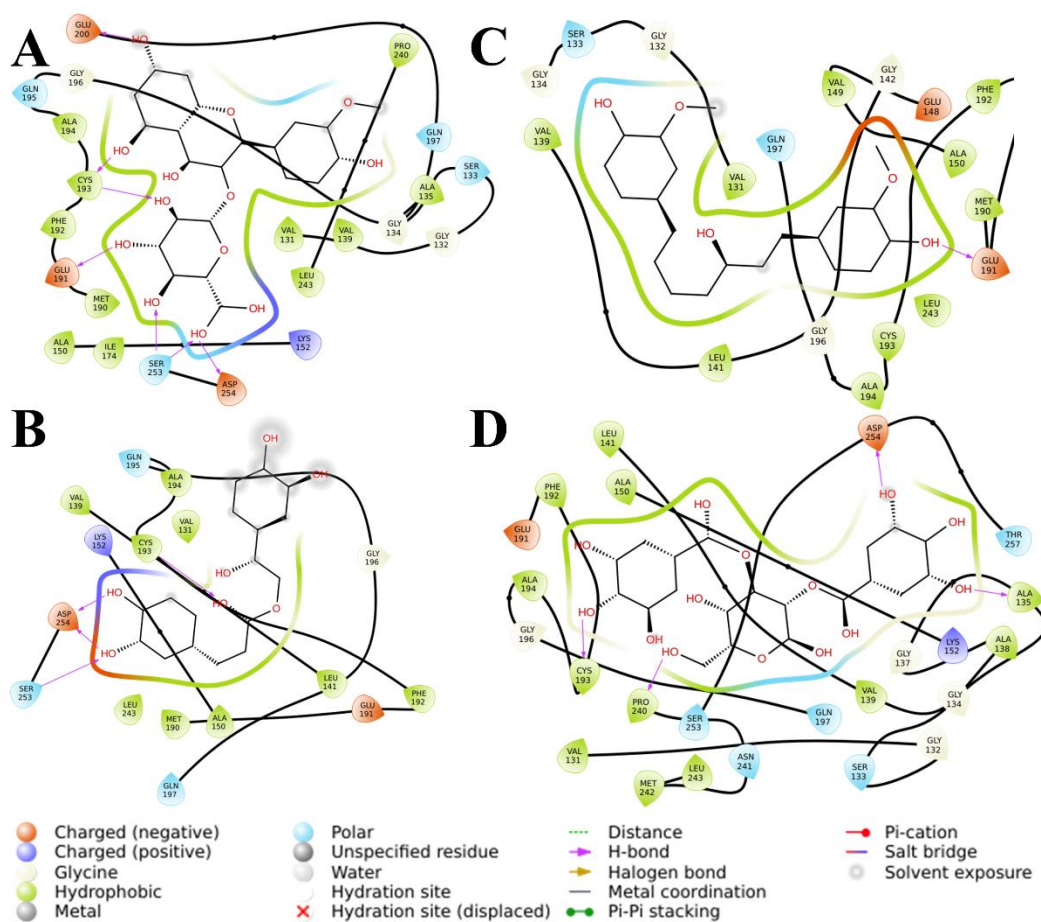 A
GLU
200
HO
PRO
240
GLY
196
GLN
195
ALA
194
HO
HO
O
O
OH
GLN
197
SER
133
CYS
193
HO
O
ALA
135
PHE
192
HO
O
VAL
131
VAL
139
GLY
134
GLY
132
GLU
191
HO
OH
LEU
243
MET
190
HO
ALA
150
ILE
174
LYS
152
SER
253
ASP
254
C
SER
133
GLY
132
GLY
134
VAL
149
GLY
142
GLU
148
PHE
192
HO
O
VAL
139
GLN
197
ALA
150
VAL
131
O
MET
190
HO
OH
GLU
191
LEU
243
GLY
196
CYS
193
LEU
141
ALA
194
B
OH
GLN
195
ALA
194
OH
VAL
139
VAL
131
LYS
152
CYS
193
GLY
196
HO
HO
HO
O
ASP
254
HO
SER
253
LEU
141
LEU
243
MET
190
ALA
150
GLU
191
PHE
192
GLN
197
D
ASP
254
LEU
141
PHE
192
ALA
150
HO
OH
GLU
191
HO
OH
THR
257
HO
O
O
OH
ALA
135
ALA
194
HO
HO
GLY
196
OH
HO
O
OH
OH
GLY
137
LYS
152
ALA
138
CYS
193
PRO
240
SER
253
GLN
197
VAL
139
GLY
134
VAL
131
ASN
241
GLY
132
MET
242
LEU
243
SER
133
Charged (negative)
Charged (positive)
Glycine
Hydrophobic
Metal
Polar
Unspecified residue
Water
Hydration site
Hydration site (displaced)
Distance
H-bond
Halogen bond
Metal coordination
Pi-Pi stacking
Pi-cation
Salt bridge
Solvent exposure